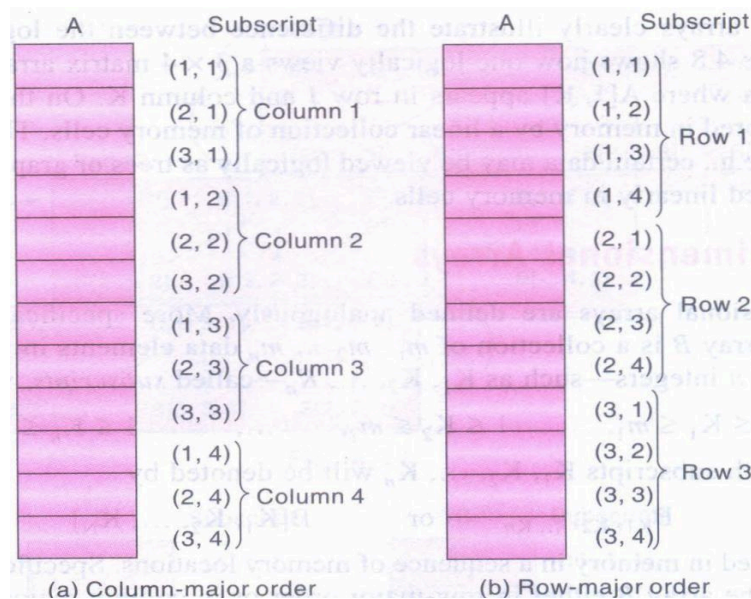 A Subscript
(1, 1)
(2, 1) Column 1
(3, 1)
(1, 2)
(2, 2) Column 2
(3, 2)
(1, 3)
(2, 3) Column 3
(3, 3)
(1, 4)
(2, 4) Column 4
(3, 4)
(a) Column-major order
A Subscript
(1, 1)
(1, 2)
Row 1
(1, 3)
(1, 4)
(2, 1)
(2, 2)
Row 2
(2, 3)
(2, 4)
(3, 1)
(3, 2)
Row 3
(3, 3)
(3, 4)
(b) Row-major order